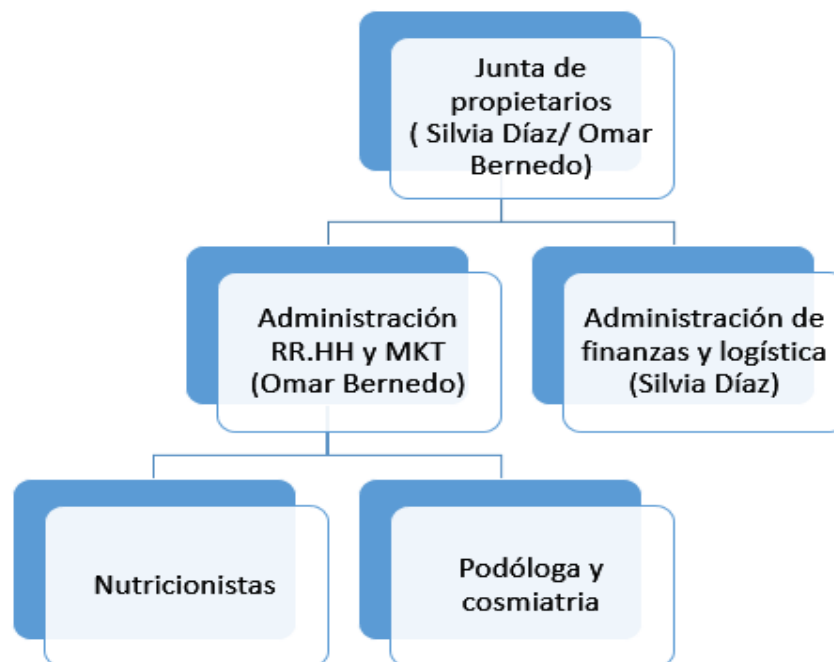 Junta de
propietarios
( Silvia Díaz/ Omar
Bernedo)
Administración
RR.HH y MKT
(Omar Bernedo)
Administración de
finanzas y logística
(Silvia Díaz)
Nutricionistas
Podóloga y
cosmiatria